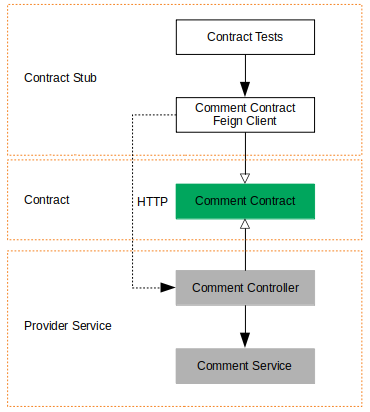 Contract Tests
Contract Stub
Comment Contract
Feign Client
Contract
HTTP
Comment Contract
Comment Controller
Provider Service
Comment Service